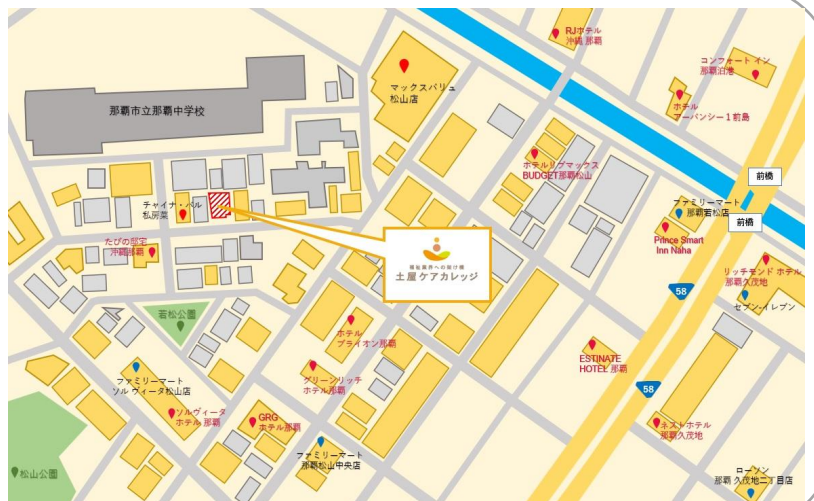 RJホテル
沖縄 那覇
コンフォート イン
那覇泊港
マックスバリュ
松山店
ホテル
アーバンシー1前島
那覇市立那覇中学校
ホテルリブマックス
BUDGET那覇松山
前橋
チャイナ・パル
私房菜
ファミリーマート
那覇若松店
前橋
たびの邸宅
沖縄那覇
福祉業界への架け橋
土屋ケアカレッジ
Prince Smart
Inn Naha
リッチモンド ホテル
那覇久茂地
58
セブン-イレブン
若松公園
ホテル
ブライオン那覇
ESTINATE
HOTEL 那覇
ファミリーマート
ソルヴィータ松山店
グリーンリッチ
ホテル那覇
58
ソルヴィータ
ホテル 那覇
GRG
ホテル那覇
ネストホテル
那覇久茂地
ファミリーマート
那覇松山中央店
松山公園
ローソン
那覇 久茂地二丁目店